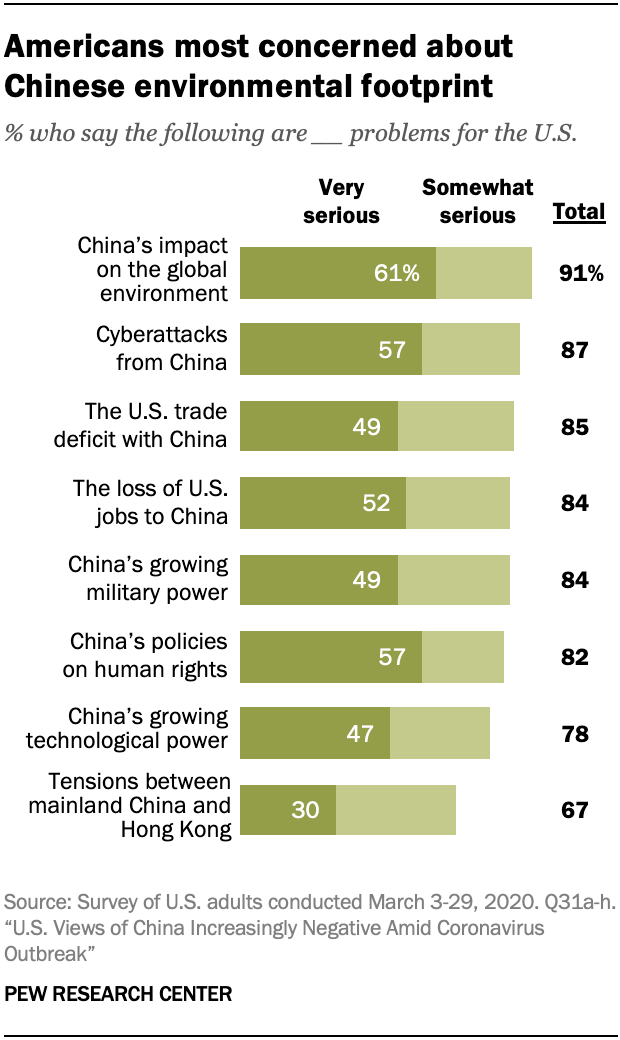 Americans most concerned about
Chinese environmental footprint
% who say the following are __ problems for the U.S.
Very
serious
Somewhat
serious
Total
China's impact
on the global
environment
61%
91%
Cyberattacks
from China
57
87
The U.S. trade
deficit with China
49
85
The loss of U.S.
jobs to China
52
84
China's growing
military power
49
84
China's policies
on human rights
57
82
China's growing
technological power
47
78
Tensions between
mainland China and
Hong Kong
30
67
Source: Survey of U.S. adults conducted March 3-29, 2020. Q31a-h.
“U.S. Views of China Increasingly Negative Amid Coronavirus
Outbreak”
PEW RESEARCH CENTER